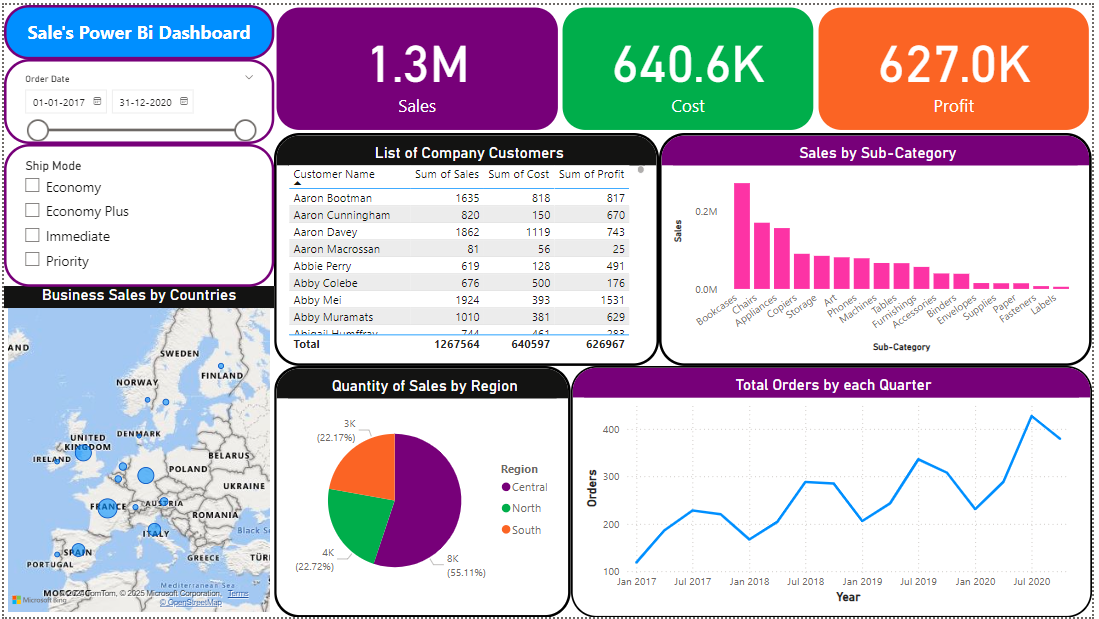 Sale's Power Bi Dashboard
Order Date
01-01-2017 31-12-2020
Ship Mode
Economy
Economy Plus
Immediate
Priority
1.3M
Sales
640.6K
Cost
627.0K
Profit
List of Company Customers
Customer Name Sum of Sales Sum of Cost Sum of Profit
Aaron Bootman 1635 818 817
Aaron Cunningham 820 150 670
Aaron Davey 1862 1119 743
Aaron Macrossan 81 56 25
Abbie Perry 619 128 491
Abby Colebe 676 500 176
Abby Mei 1924 393 1531
Abby Muramats 1010 381 629
Abigail Humffray 744 461 283
Total 1267564 640597 626967
Sales by Sub-Category
Sales
0.2M
0.0M
Bookcases
Chairs
Appliances
Copiers
Storage
Art
Phones
Machines
Tables
Furnishings
Accessories
Binders
Envelopes
Supplies
Paper
Fasteners
Labels
Sub-Category
Business Sales by Countries
AND
SWEDEN
FINLAND
NORWAY
DENMARK
UNITED
KINGDOM
IRELAND
BELARUS
POLAND
UKRAINE
FRANCE
AUSTRIA
ROMANIA
ITALY
Black S
SPAIN
GREECE
TÜR
PORTUGAL
Mediterranean Sea
Microsoft Bing
TomTom, © 2025 Microsoft Corporation, Terms
© OpenStreetMap
Quantity of Sales by Region
3K
(22.17%)
4K
(22.72%)
8K
(55.11%)
Region
Central
North
South
Total Orders by each Quarter
Orders
400
300
200
100
Jan 2017 Jul 2017 Jan 2018 Jul 2018 Jan 2019 Jul 2019 Jan 2020 Jul 2020
Year